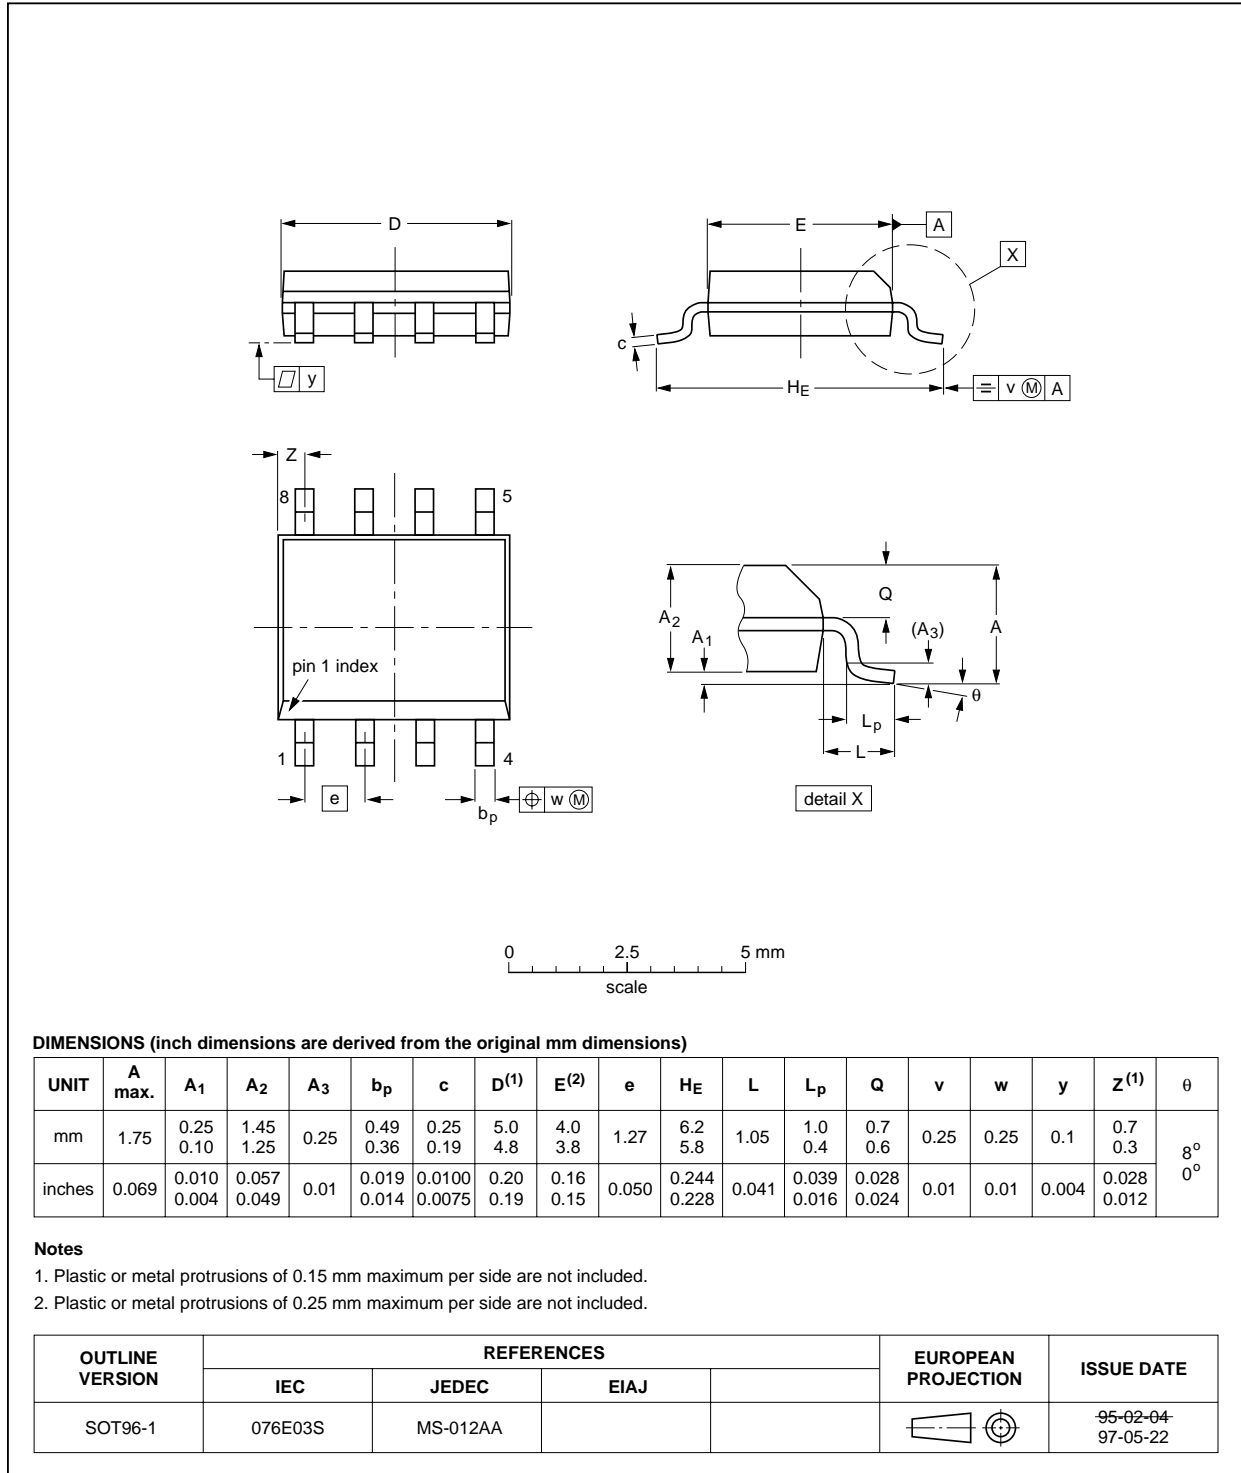 D
y
E
A
X
c
HE
v M A
Z
8
5
pin 1 index
1
4
e
bp
w M
A2
A1
Q
(A3)
A
θ
Lp
L
detail X
0 2.5 5 mm
scale
DIMENSIONS (inch dimensions are derived from the original mm dimensions)
UNIT A max. A1 A2 A3 bp c D(1) E(2) e HE L Lp Q v w y Z(1) θ
mm 1.75 0.25 0.10 1.45 1.25 0.25 0.49 0.36 0.25 0.19 5.0 4.8 4.0 3.8 1.27 6.2 5.8 1.05 1.0 0.4 0.7 0.6 0.25 0.25 0.1 0.7 0.3 8o 0o
inches 0.069 0.010 0.004 0.057 0.049 0.01 0.019 0.014 0.0100 0.0075 0.20 0.19 0.16 0.15 0.050 0.244 0.228 0.041 0.039 0.016 0.028 0.024 0.01 0.01 0.004 0.028 0.012
Notes
1. Plastic or metal protrusions of 0.15 mm maximum per side are not included.
2. Plastic or metal protrusions of 0.25 mm maximum per side are not included.
OUTLINE VERSION REFERENCES EUROPEAN PROJECTION ISSUE DATE
IEC JEDEC EIAJ
SOT96-1 076E03S MS-012AA 95-02-04
97-05-22